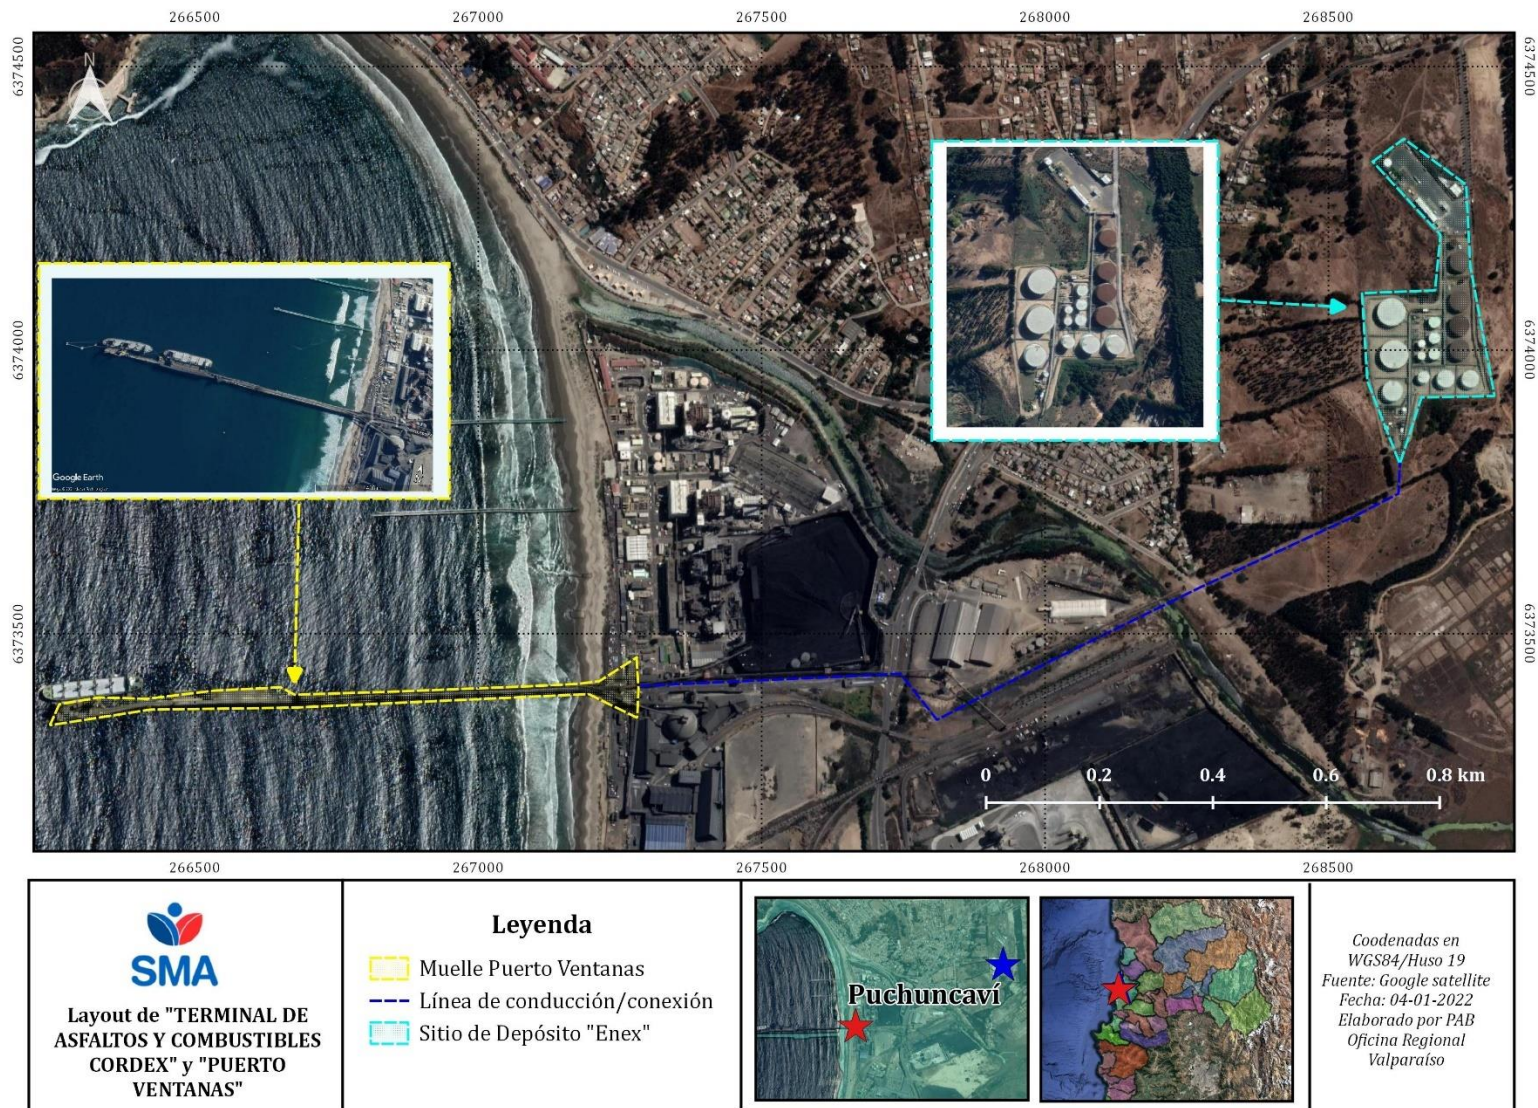 266500 267000 267500 268000 268500
6374500 6374500
N
6374000 6374000
Google Earth
6373500 6373500
0 0.2 0.4 0.6 0.8 km
266500 267000 267500 268000 268500
SMA
Layout de "TERMINAL DE
ASFALTOS Y COMBUSTIBLES
CORDEX" y "PUERTO
VENTANAS"
Leyenda
Muelle Puerto Ventanas
Línea de conducción/conexión
Sitio de Depósito "Enex"
Puchuncaví
Coodenadas en
WGS84/Huso 19
Fuente: Google satellite
Fecha: 04-01-2022
Elaborado por PAB
Oficina Regional
Valparaíso